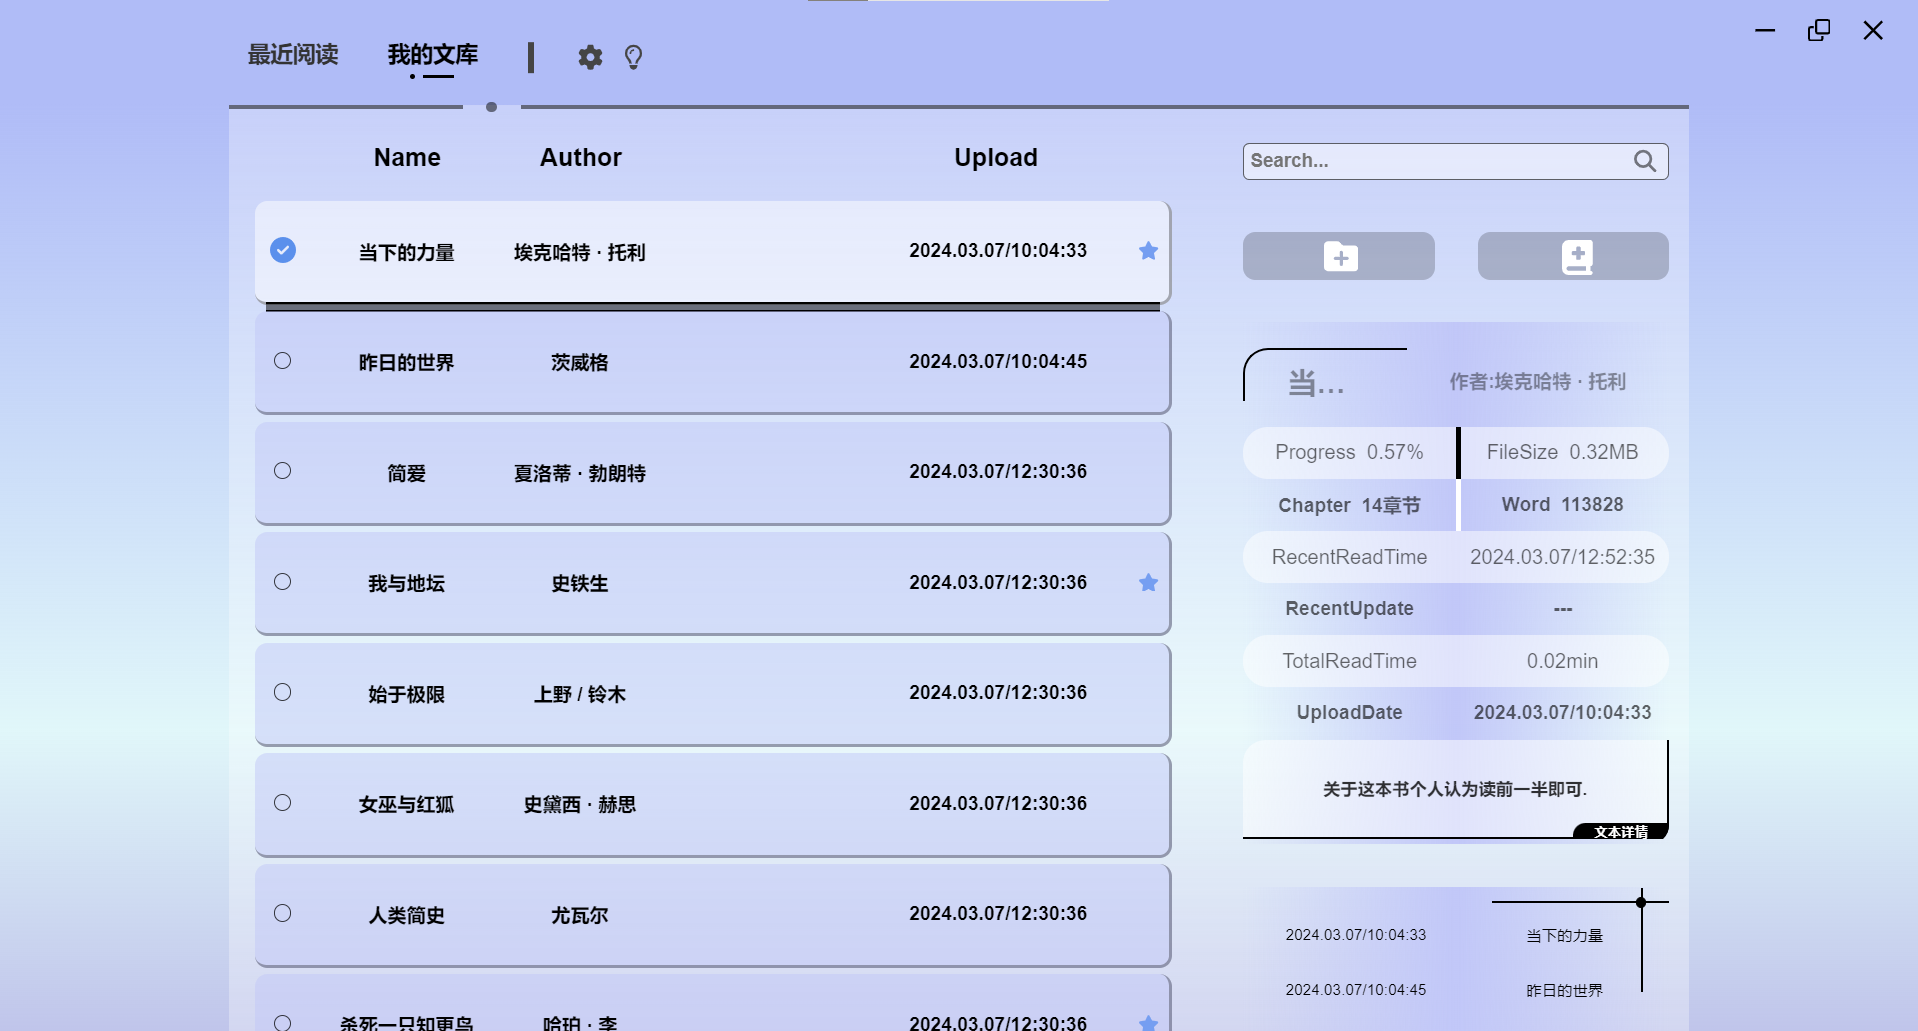 最近阅读 我的文库
Name Author Upload
当下的力量 埃克哈特 · 托利 2024.03.07/10:04:33
昨日的世界 茨威格 2024.03.07/10:04:45
简爱 夏洛蒂 · 勃朗特 2024.03.07/12:30:36
我与地坛 史铁生 2024.03.07/12:30:36
始于极限 上野 / 铃木 2024.03.07/12:30:36
女巫与红狐 史黛西 · 赫思 2024.03.07/12:30:36
人类简史 尤瓦尔 2024.03.07/12:30:36
杀死一只知更鸟 哈珀 · 李 2024.03.07/12:30:36
Search...
当... 作者:埃克哈特 · 托利
Progress 0.57% FileSize 0.32MB
Chapter 14章节 Word 113828
RecentReadTime 2024.03.07/12:52:35
RecentUpdate ---
TotalReadTime 0.02min
UploadDate 2024.03.07/10:04:33
关于这本书个人认为读前一半即可.
文本详情
2024.03.07/10:04:33 当下的力量
2024.03.07/10:04:45 昨日的世界